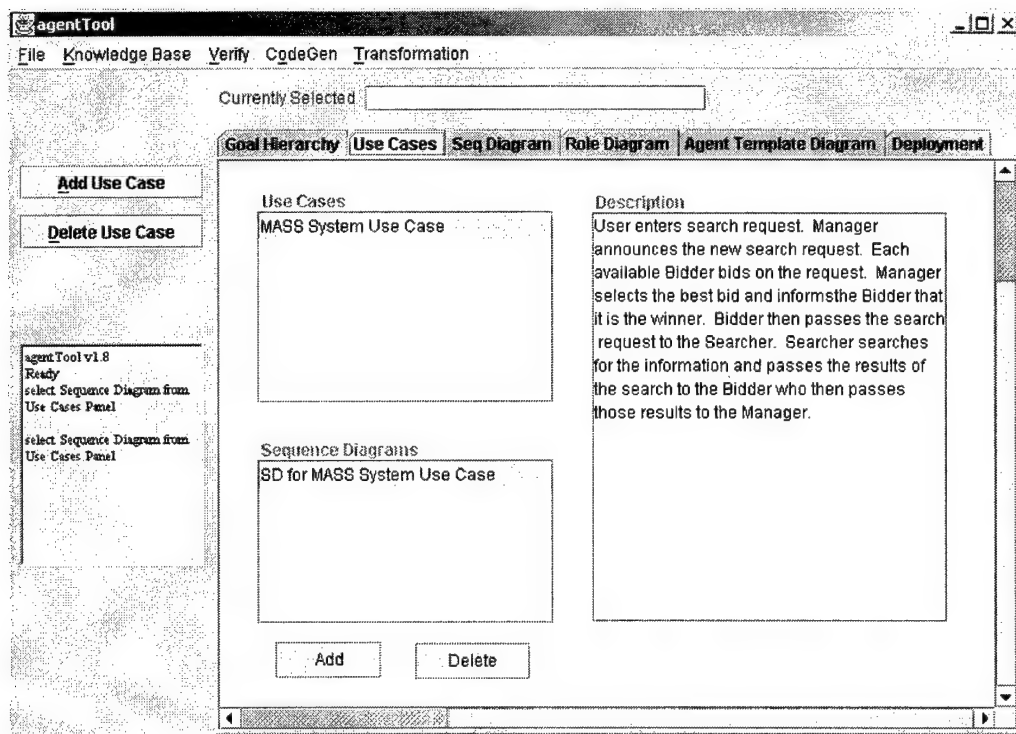 agentTool
File Knowledge Base Verify CodeGen Transformation
Currently Selected
Goal Hierarchy Use Cases Seq Diagram Role Diagram Agent Template Diagram Deployment
Add Use Case
Delete Use Case
agentTool v1.8
Ready
select Sequence Diagram from
Use Cases Panel
select Sequence Diagram from
Use Cases Panel
Use Cases
MASS System Use Case
Sequence Diagrams
SD for MASS System Use Case
Add Delete
Description
User enters search request. Manager
announces the new search request. Each
available Bidder bids on the request. Manager
selects the best bid and informsthe Bidder that
it is the winner. Bidder then passes the search
request to the Searcher. Searcher searches
for the information and passes the results of
the search to the Bidder who then passes
those results to the Manager.